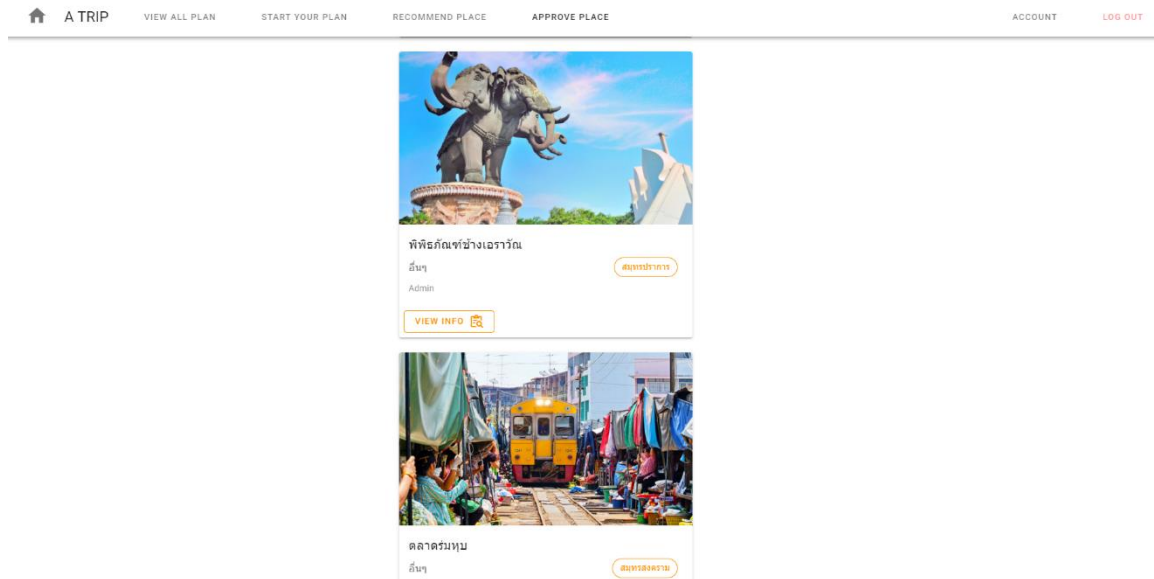 A TRIP VIEW ALL PLAN START YOUR PLAN RECOMMEND PLACE APPROVE PLACE ACCOUNT LOG OUT
พิพิธภัณฑ์ช้างเอราวัณ
อื่นๆ สมุทรปราการ
Admin
VIEW INFO
ตลาดร่มหุบ
อื่นๆ สมุทรสงคราม